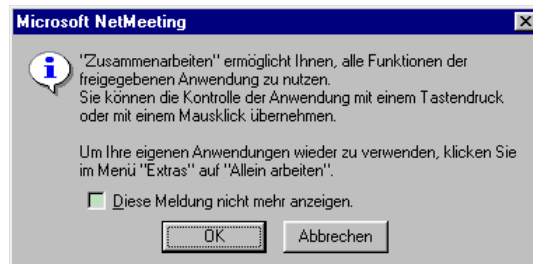 Microsoft NetMeeting
"Zusammenarbeiten" ermöglicht Ihnen, alle Funktionen der
freigegebenen Anwendung zu nutzen.
Sie können die Kontrolle der Anwendung mit einem Tastendruck
oder mit einem Mausklick übernehmen.
Um Ihre eigenen Anwendungen wieder zu verwenden, klicken Sie
im Menü "Extras" auf "Allein arbeiten".
Diese Meldung nicht mehr anzeigen.
OK Abbrechen